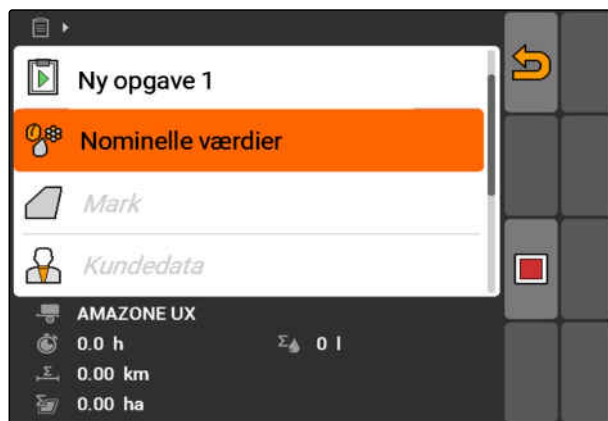 Ny opgave 1
Nominelle værdier
Mark
Kundedata
AMAZONE UX
0.0 h Σ 0 l
Σ 0.00 km
Σ 0.00 ha